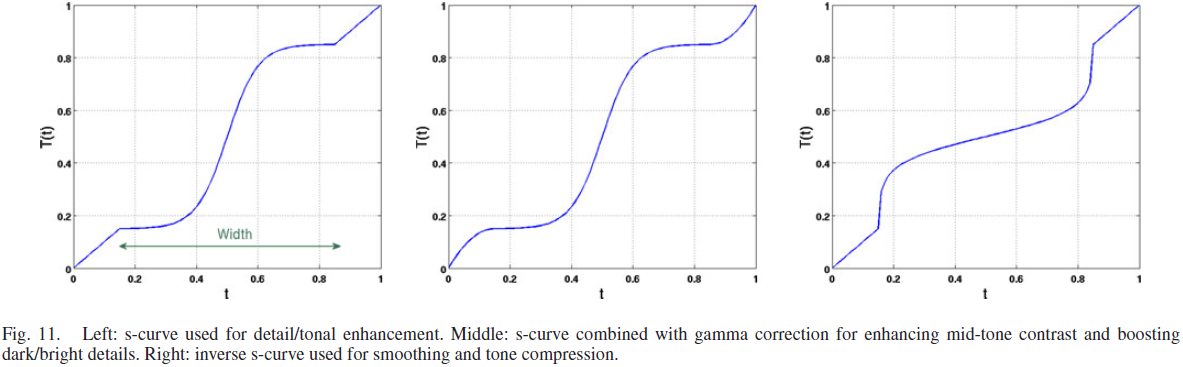 1
0.8
0.6
0.4
0.2
0
T(t)
0 0.2 0.4 0.6 0.8 1
t
Width
1
0.8
0.6
0.4
0.2
0
T(t)
0 0.2 0.4 0.6 0.8 1
t
1
0.8
0.6
0.4
0.2
0
T(t)
0 0.2 0.4 0.6 0.8 1
t
Fig. 11. Left: s-curve used for detail/tonal enhancement. Middle: s-curve combined with gamma correction for enhancing mid-tone contrast and boosting
dark/bright details. Right: inverse s-curve used for smoothing and tone compression.